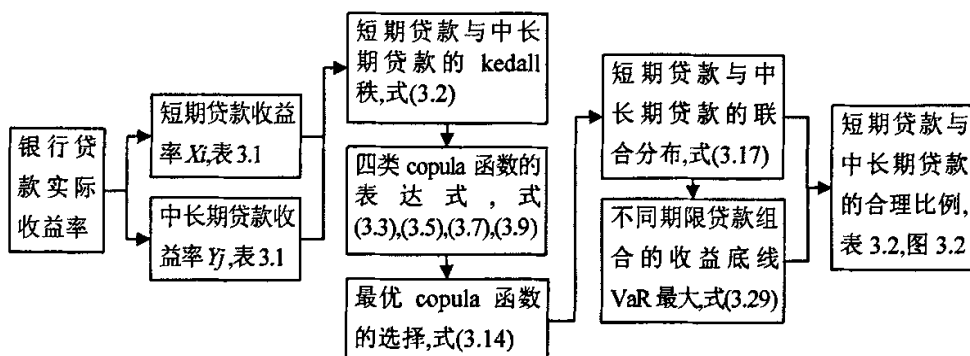 银行贷
款实际
收益率
短期贷款收益
率Xi,表3.1
中长期贷款收
益率Yj,表3.1
短期贷款与中长
期贷款的 kedall
秩,式(3.2)
四类 copula 函数的
表达式，式
(3.3),(3.5),(3.7),(3.9)
最优 copula 函数
的选择,式(3.14)
短期贷款与中
长期贷款的联
合分布,式(3.17)
不同期限贷款组
合的收益底线
VaR最大,式(3.29)
短期贷款与
中长期贷款
的合理比例,
表3.2,图3.2